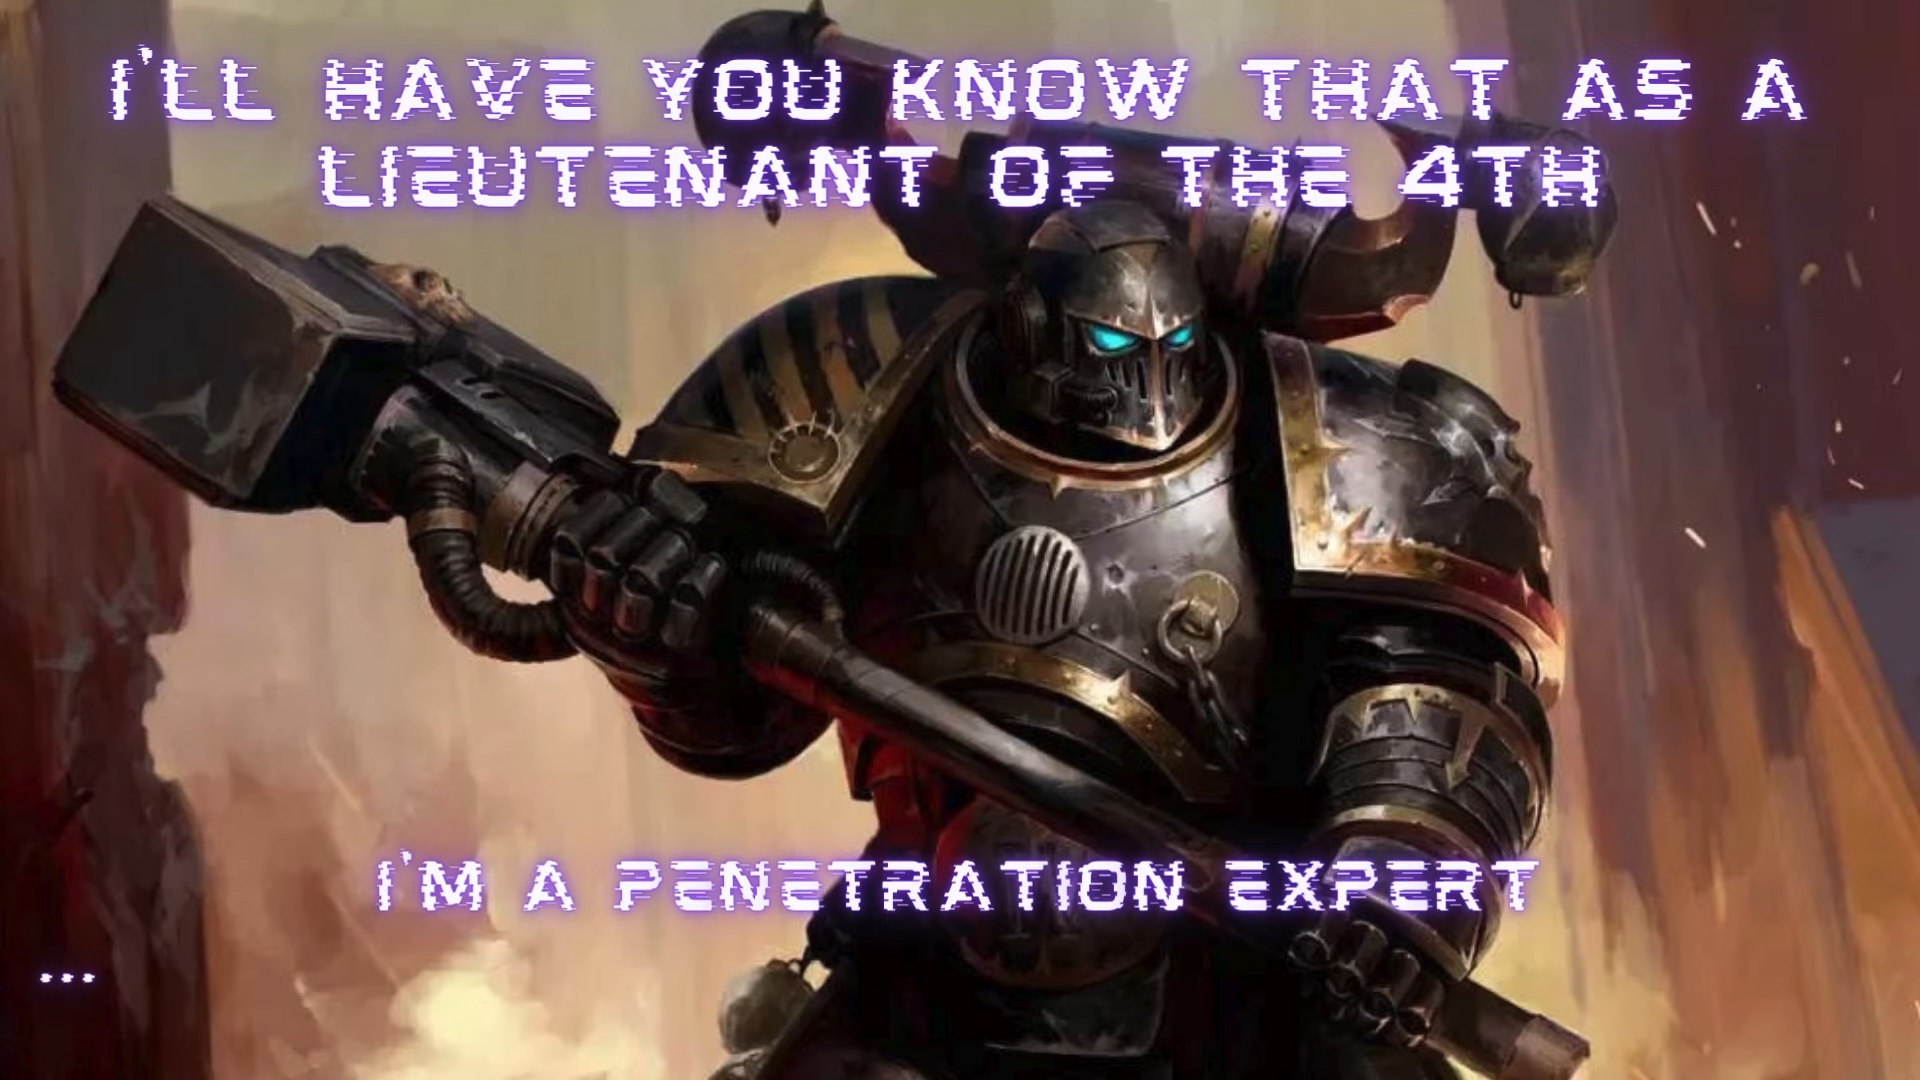 I'LL HAVE YOU KNOW THAT AS A
LIEUTENANT OF THE 4TH
I'M A PENETRATION EXPERT
...